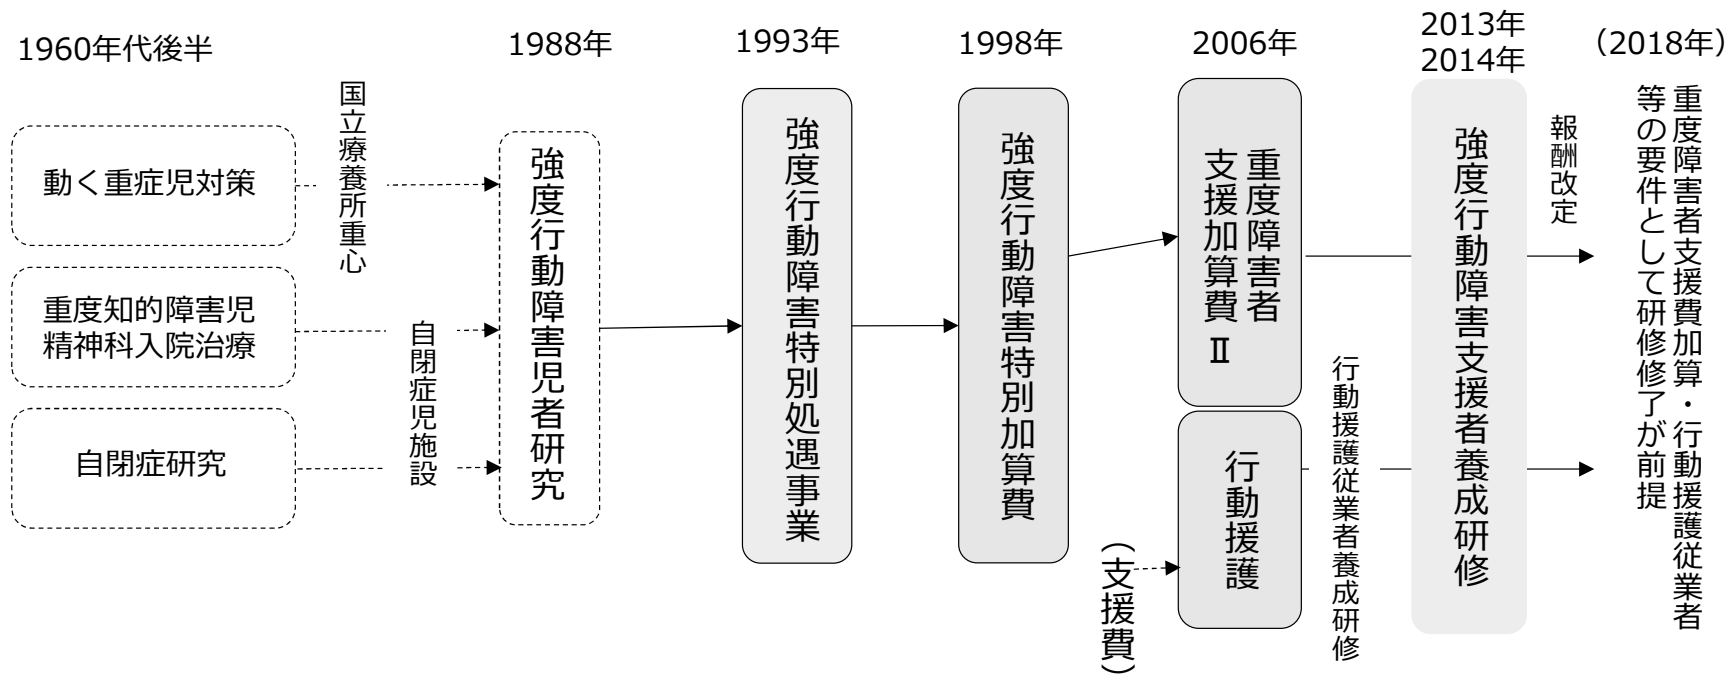 1960年代後半
1988年
1993年
1998年
2006年
2013年
2014年
（2018年）
動く重症児対策
重度知的障害児
精神科入院治療
自閉症研究
国立療養所重心
自閉症児施設
強度行動障害児者研究
強度行動障害特別処遇事業
強度行動障害特別加算費
重度障害者
支援加算費Ⅱ
行動援護
（支援費）
行動援護従業者養成研修
強度行動障害支援者養成研修
報酬改定
重度障害者支援費加算・行動援護従業者
等の要件として研修修了が前提